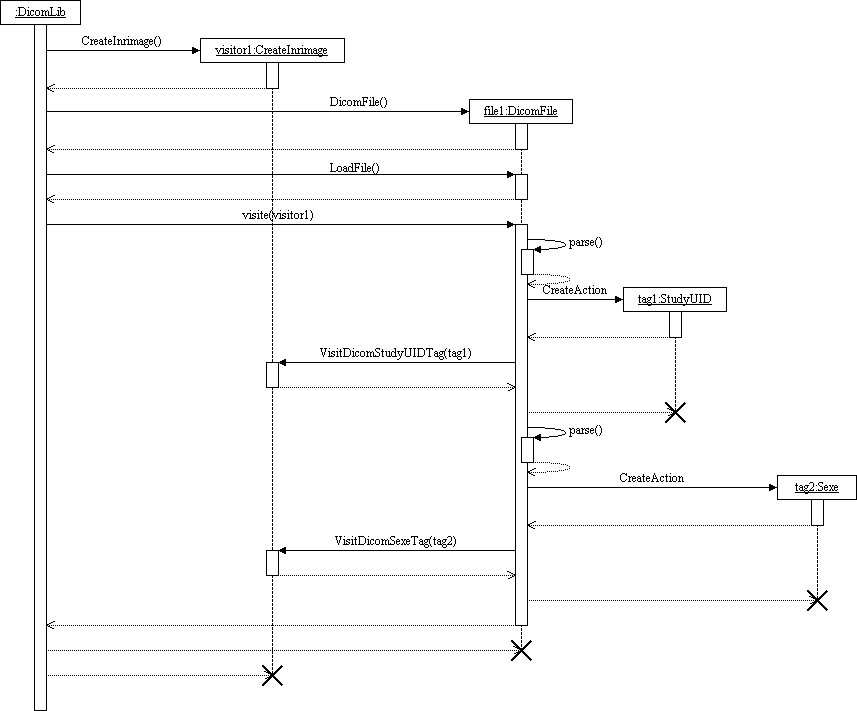 :DicomLib
CreateInrimage()
visitor1:CreateInrimage
DicomFile()
file1:DicomFile
LoadFile()
visite(visitor1)
parse()
CreateAction
tag1:StudyUID
VisitDicomStudyUIDTag(tag1)
parse()
CreateAction
tag2:Sexe
VisitDicomSexeTag(tag2)